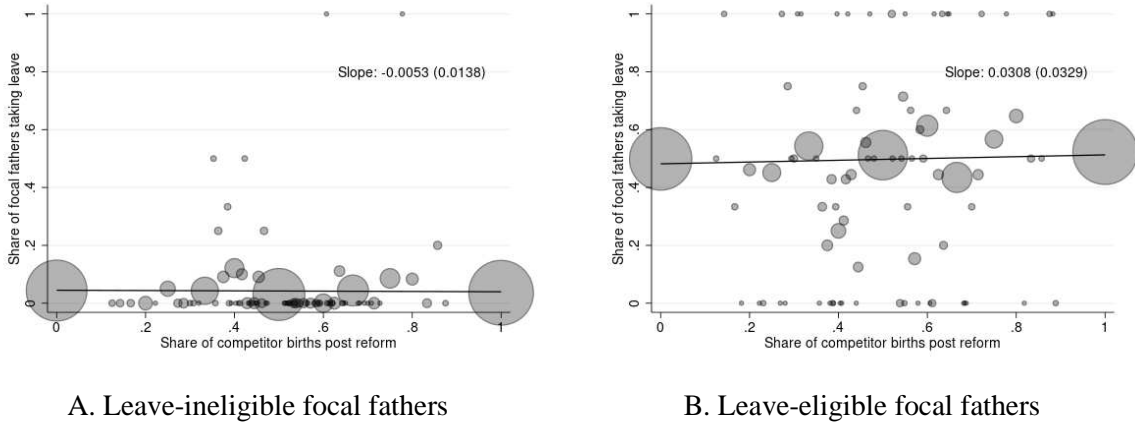 Share of focal fathers taking leave
1
.8
.6
.4
.2
0
Slope: -0.0053 (0.0138)
0 .2 .4 .6 .8 1
Share of competitor births post reform
A. Leave-ineligible focal fathers
Share of focal fathers taking leave
1
.8
.6
.4
.2
0
Slope: 0.0308 (0.0329)
0 .2 .4 .6 .8 1
Share of competitor births post reform
B. Leave-eligible focal fathers